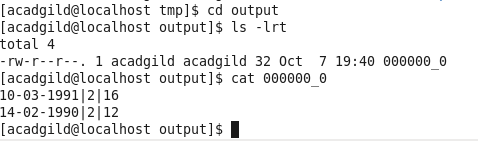 [acadgild@localhost tmp]$ cd output
[acadgild@localhost output]$ ls -lrt
total 4
-rw-r--r--. 1 acadgild acadgild 32 Oct  7 19:40 000000_0
[acadgild@localhost output]$ cat 000000_0
10-03-1991|2|16
14-02-1990|2|12
[acadgild@localhost output]$